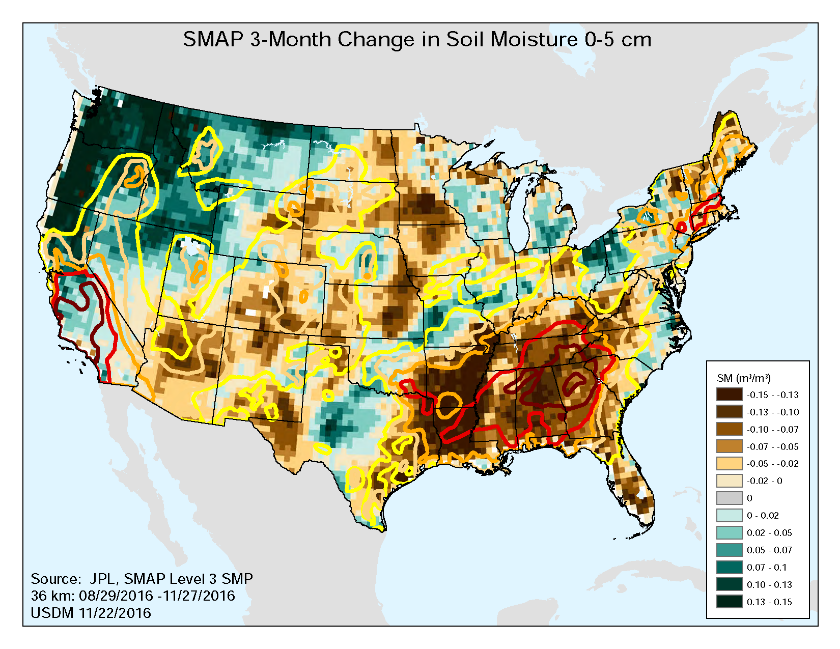 SMAP 3-Month Change in Soil Moisture 0-5 cm
SM (m³/m³)
-0.15 - -0.13
-0.13 - -0.10
-0.10 - -0.07
-0.07 - -0.05
-0.05 - -0.02
-0.02 - 0
0
0 - 0.02
0.02 - 0.05
0.05 - 0.07
0.07 - 0.1
0.10 - 0.13
0.13 - 0.15
Source: JPL, SMAP Level 3 SMP
36 km: 08/29/2016 -11/27/2016
USDM 11/22/2016